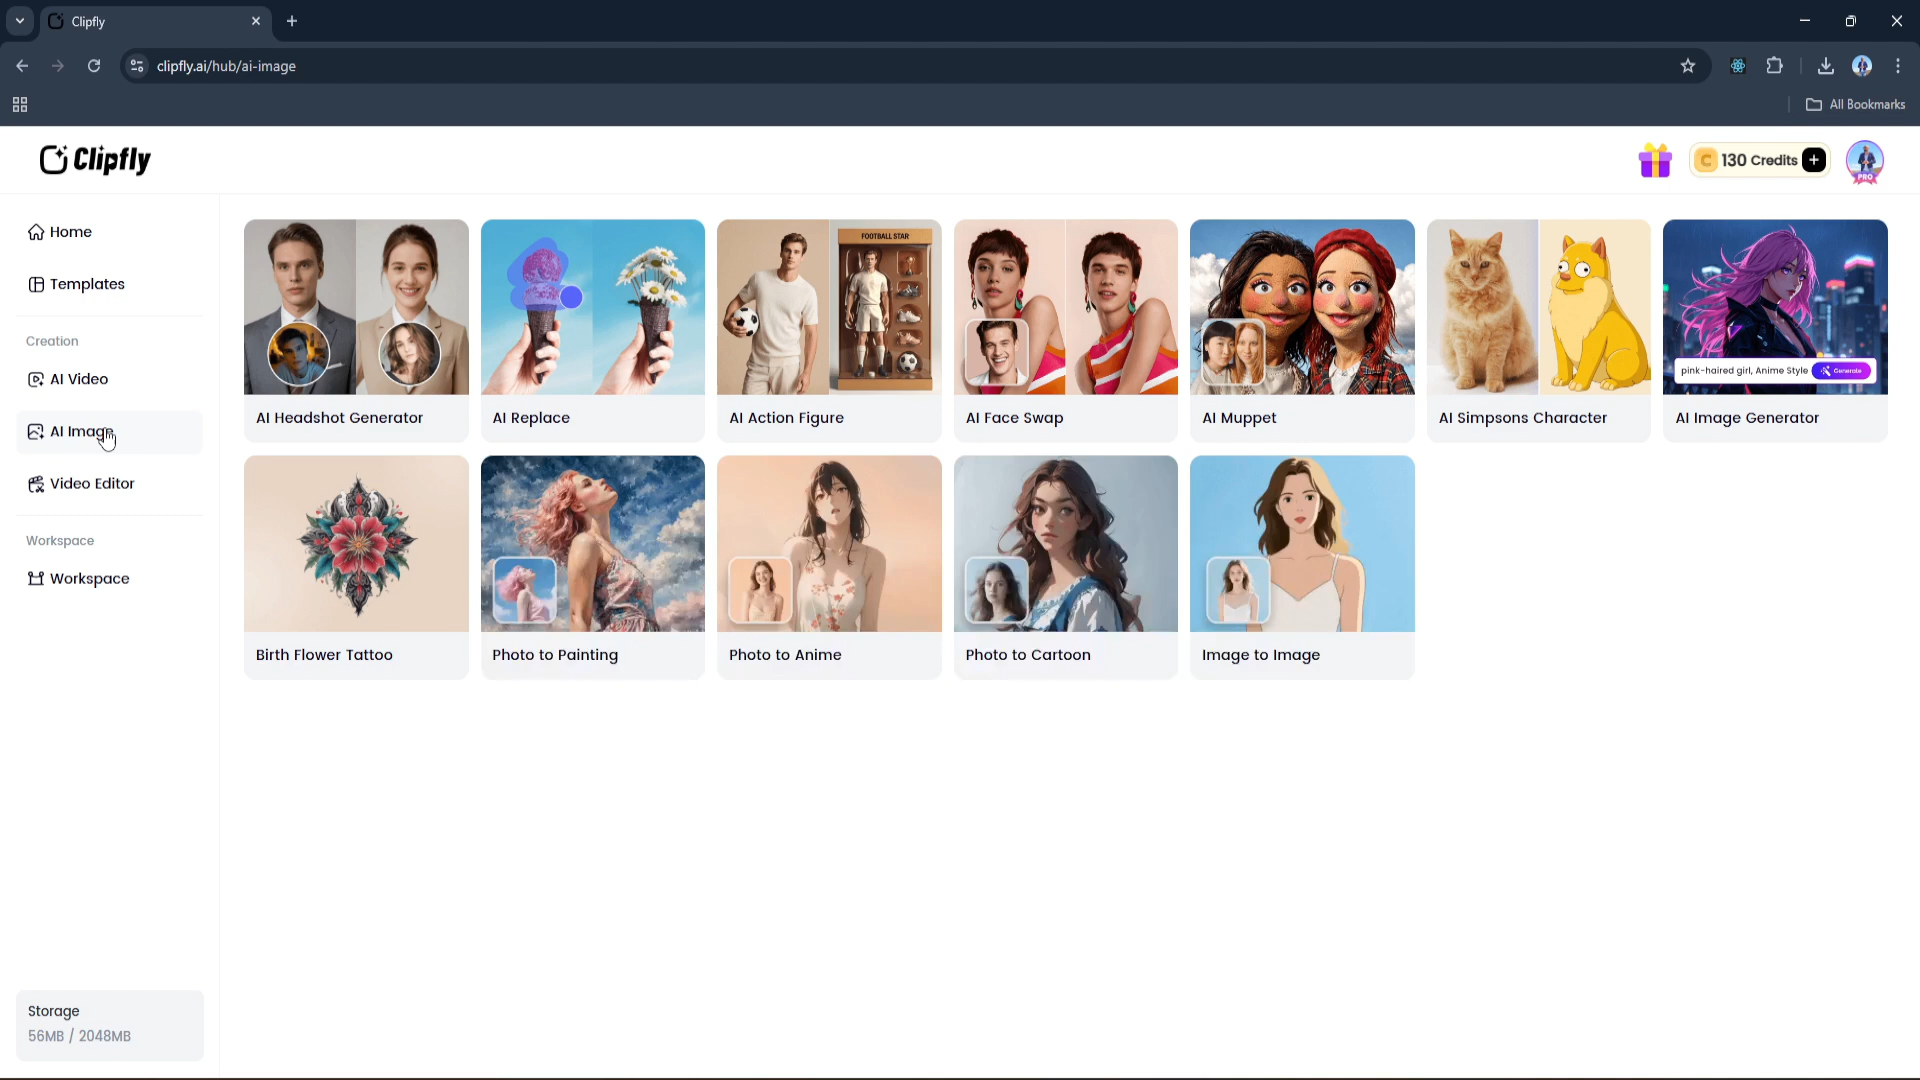 Clipfly
clipfly.ai/hub/ai-image
All Bookmarks
Clipfly
C 130 Credits +
PRO
Home
Templates
Creation
AI Video
AI Image
Video Editor
Workspace
Workspace
Storage
56MB / 2048MB
FOOTBALL STAR
pink-haired girl, Anime Style Generate
AI Headshot Generator
AI Replace
AI Action Figure
AI Face Swap
AI Muppet
AI Simpsons Character
AI Image Generator
Birth Flower Tattoo
Photo to Painting
Photo to Anime
Photo to Cartoon
Image to Image